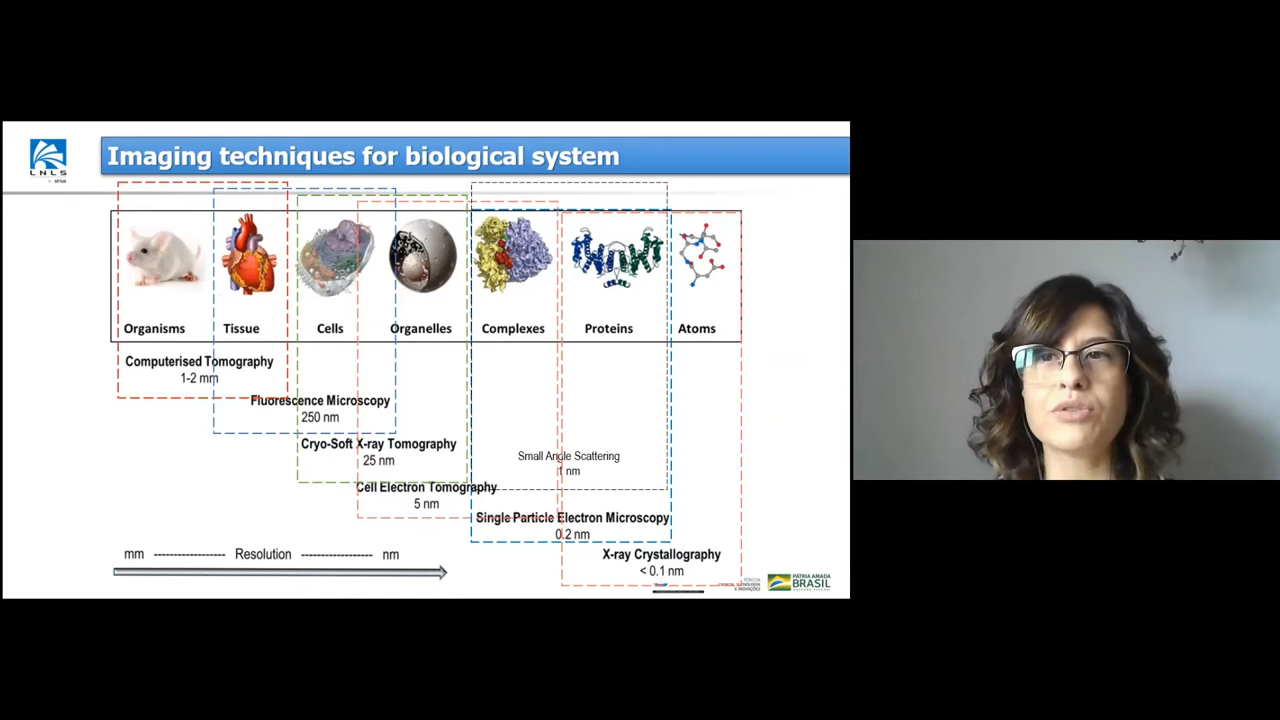 LNLS
Imaging techniques for biological system
Organisms Tissue Cells Organelles Complexes Proteins Atoms
Computerised Tomography
1-2 mm
Fluorescence Microscopy
250 nm
Cryo-Soft X-ray Tomography
25 nm
Small Angle Scattering
1 nm
Cell Electron Tomography
5 nm
Single Particle Electron Microscopy
0.2 nm
mm Resolution nm
X-ray Crystallography
< 0.1 nm
PÁTRIA AMADA
BRASIL